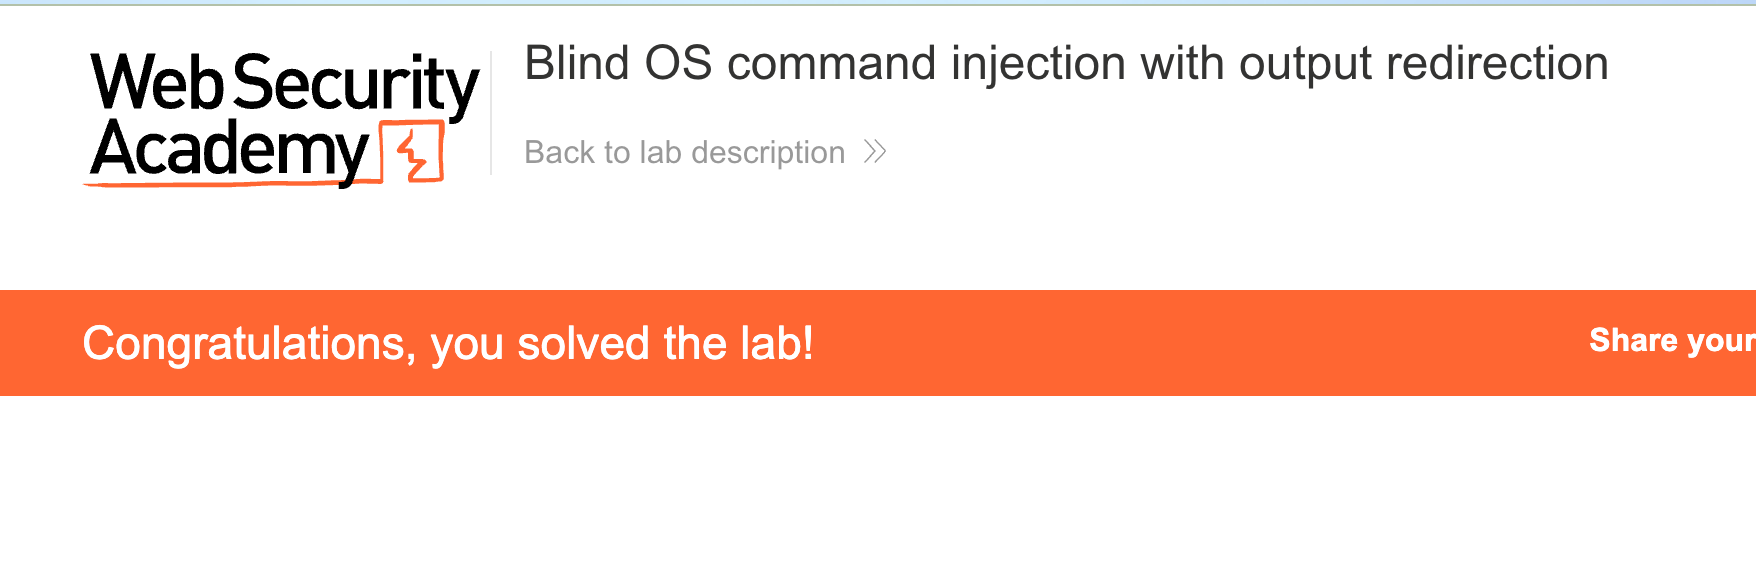 Web Security
Academy
Blind OS command injection with output redirection
Back to lab description
Congratulations, you solved the lab!
Share your